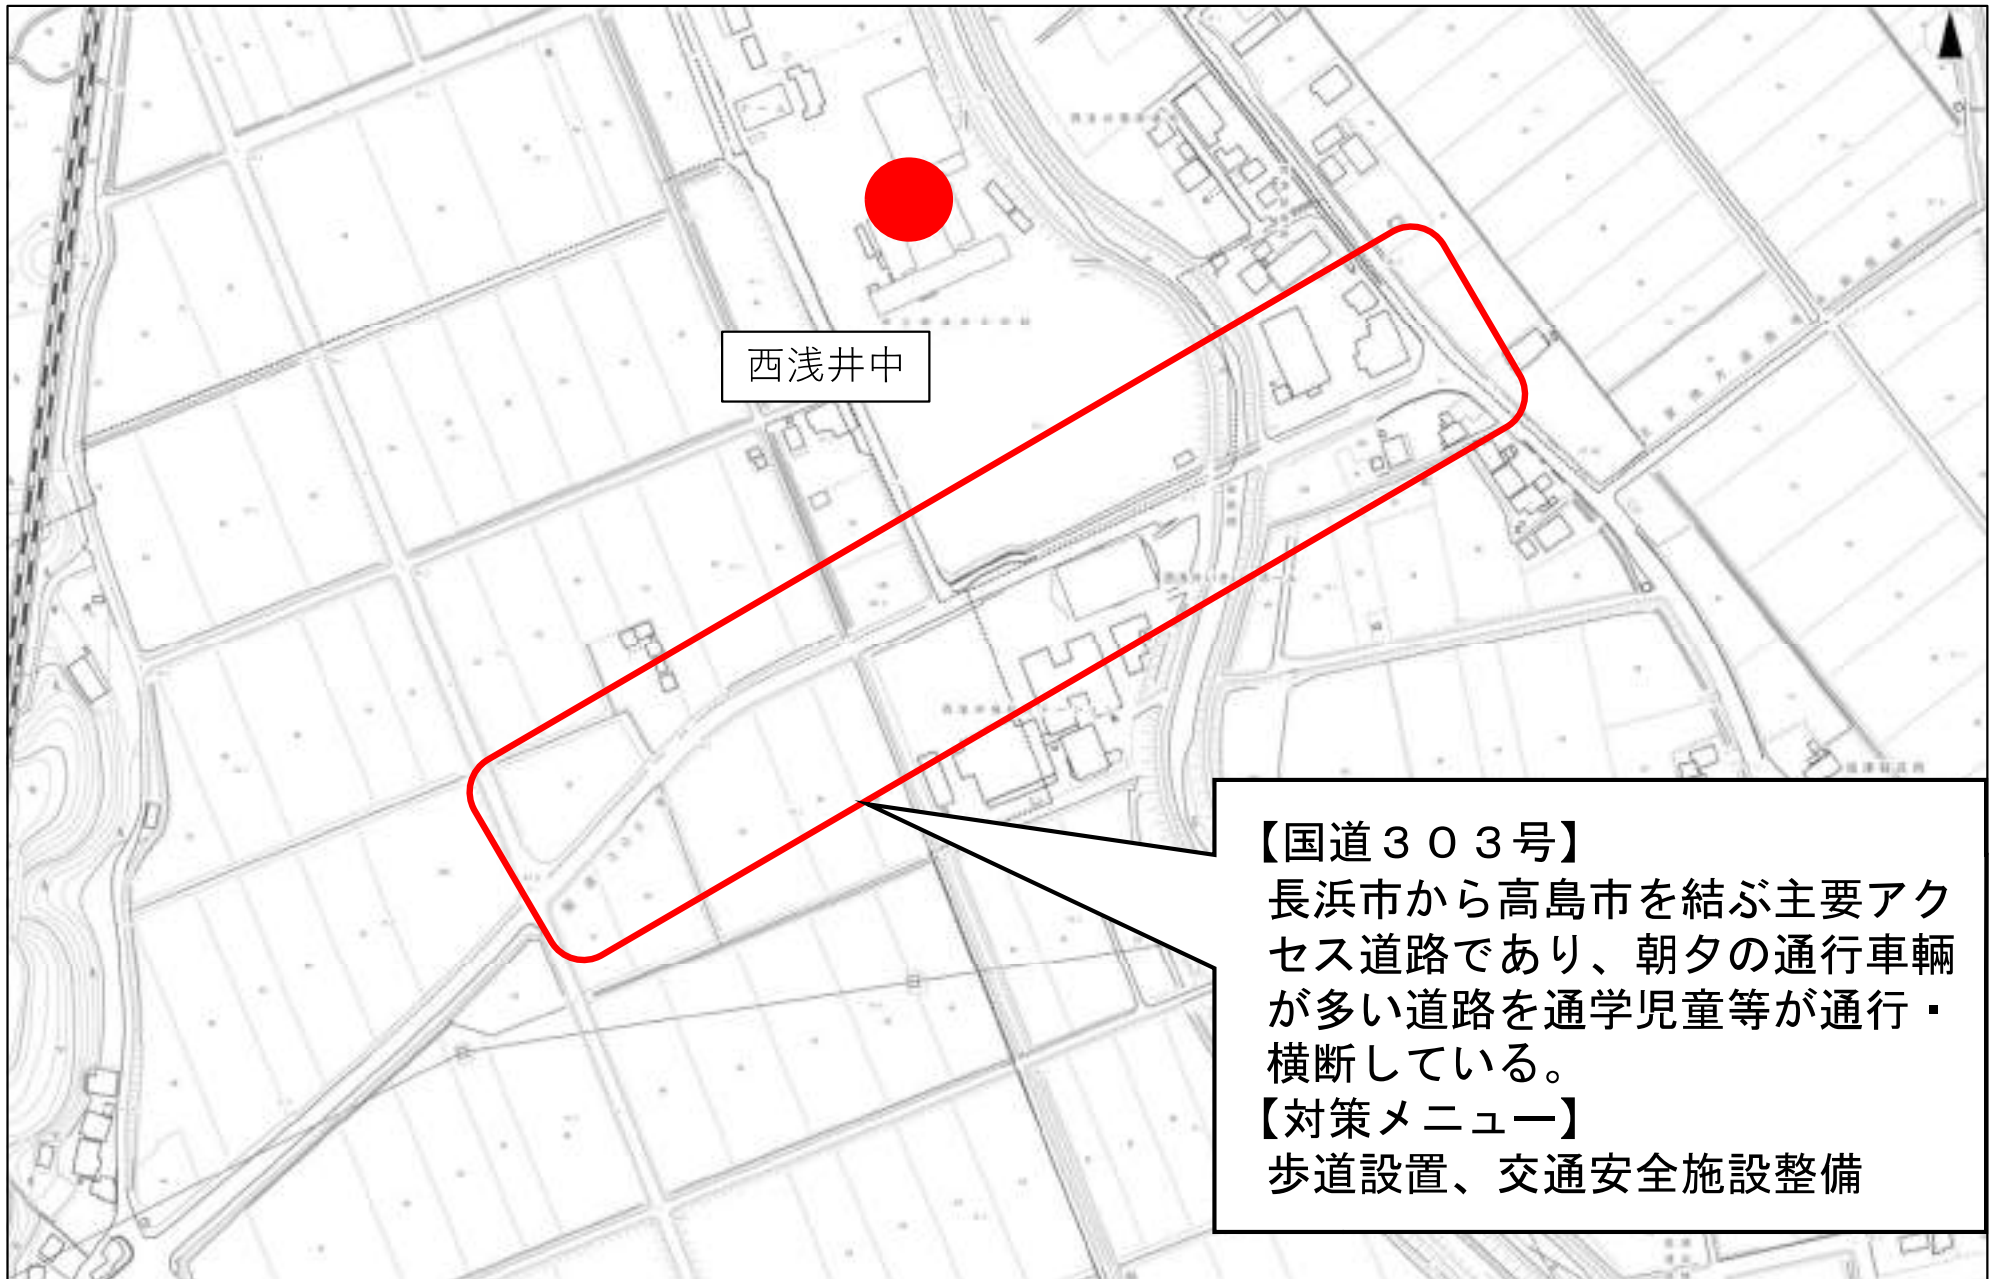 西浅井中
【国道３０３号】
長浜市から高島市を結ぶ主要アク
セス道路であり、朝夕の通行車輌
が多い道路を通学児童等が通行・
横断している。
【対策メニュー】
歩道設置、交通安全施設整備